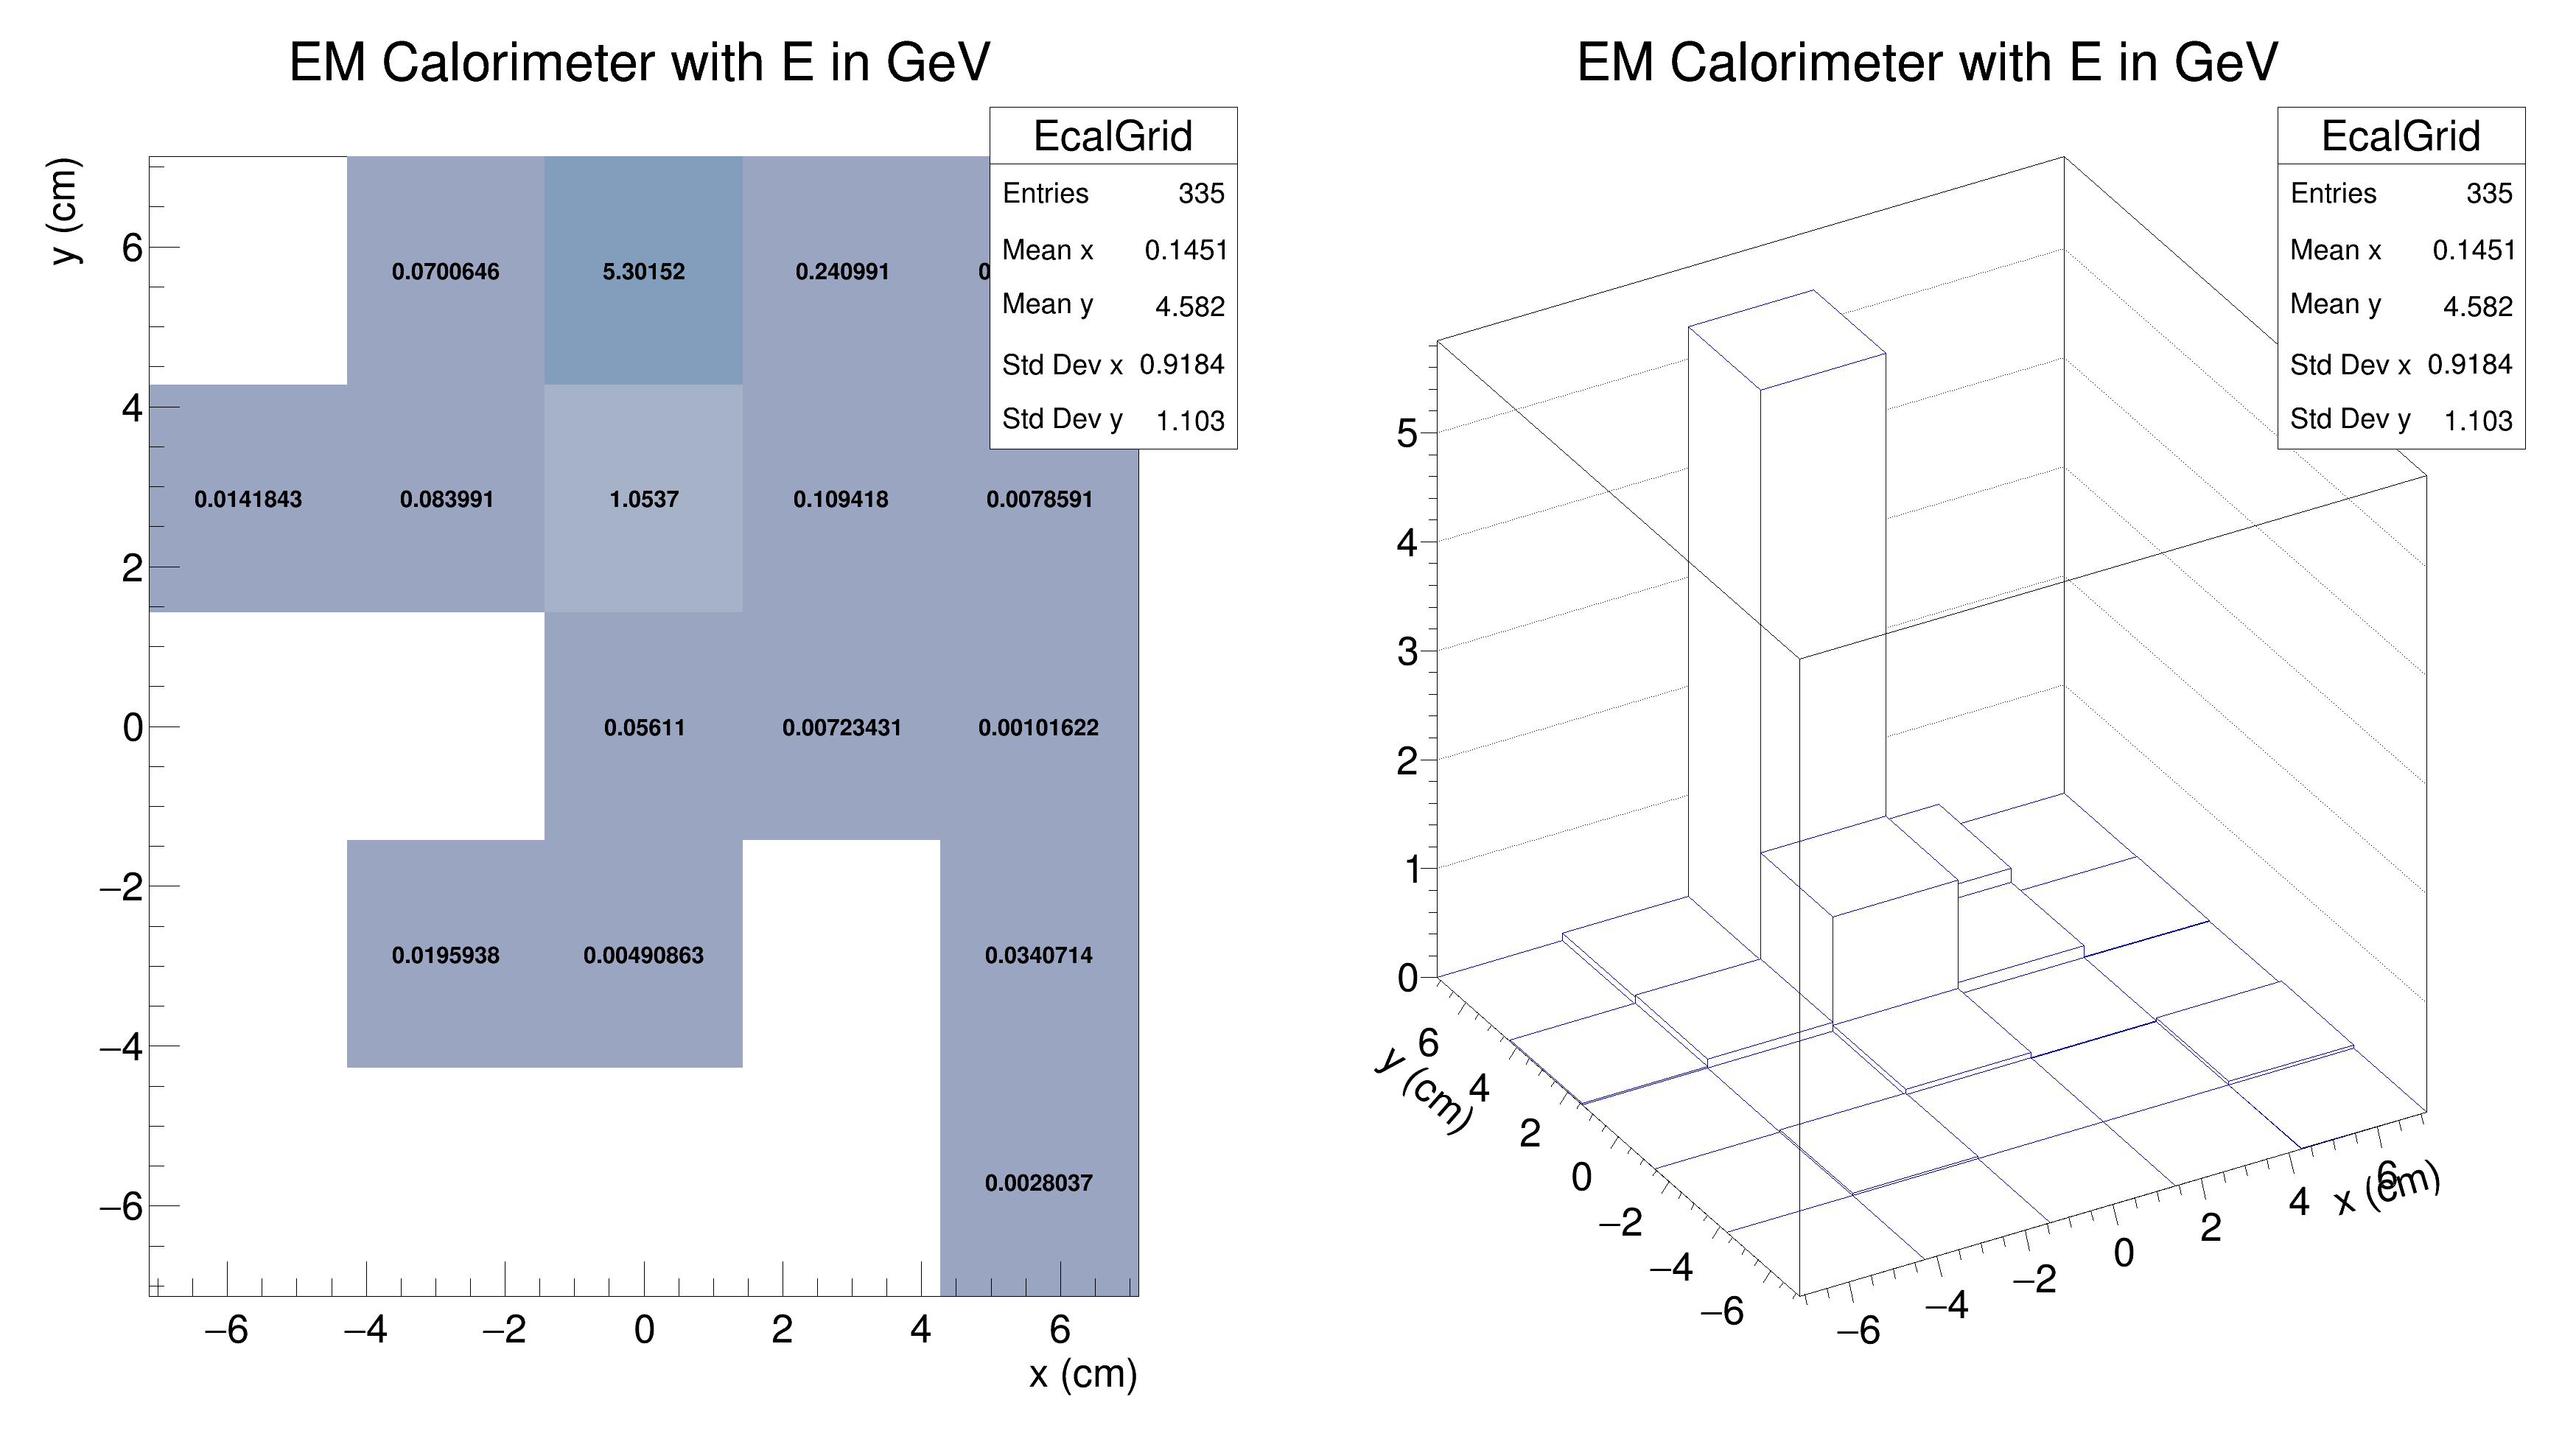 EM Calorimeter with E in GeV
y (cm)
EcalGrid
Entries 335
Mean x 0.1451
Mean y 4.582
Std Dev x 0.9184
Std Dev y 1.103
6
4
2
0
−2
−4
−6
0.0700646 5.30152 0.240991
0.0141843 0.083991 1.0537 0.109418 0.0078591
0.05611 0.00723431 0.00101622
0.0195938 0.00490863 0.0340714
0.0028037
−6 −4 −2 0 2 4 6
x (cm)
EM Calorimeter with E in GeV
EcalGrid
Entries 335
Mean x 0.1451
Mean y 4.582
Std Dev x 0.9184
Std Dev y 1.103
5
4
3
2
1
0
y (cm)
6
4
2
0
−2
−4
−6
−6 −4 −2 0 2 4 6
x (cm)